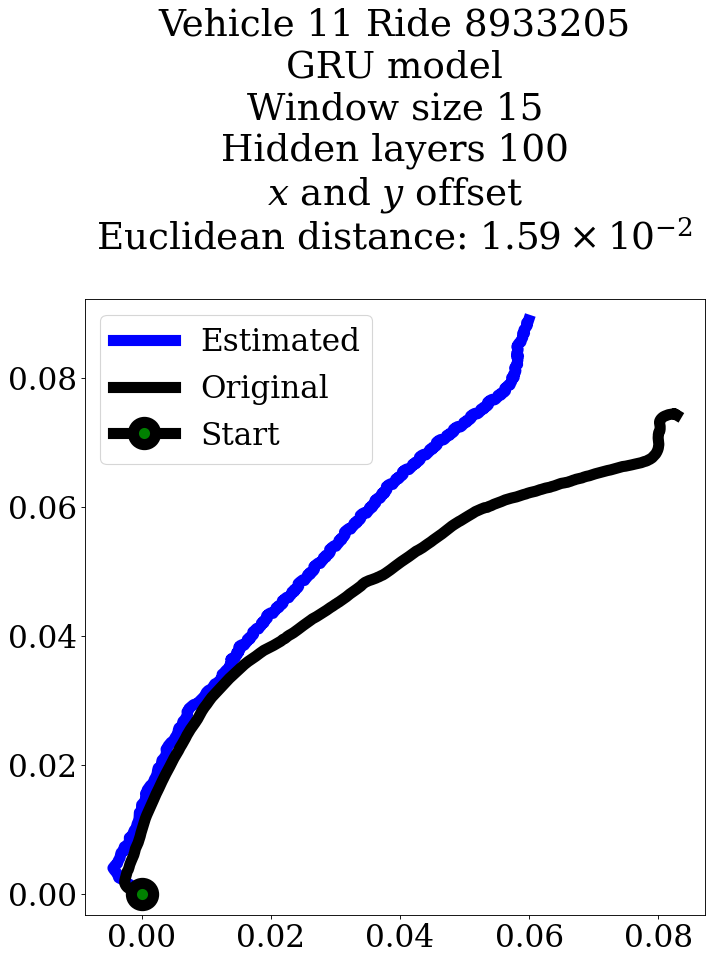 Vehicle 11 Ride 8933205
GRU model
Window size 15
Hidden layers 100
x and y offset
Euclidean distance: 1.59 × 10⁻²
Estimated
Original
Start
0.08
0.06
0.04
0.02
0.00
0.00 0.02 0.04 0.06 0.08